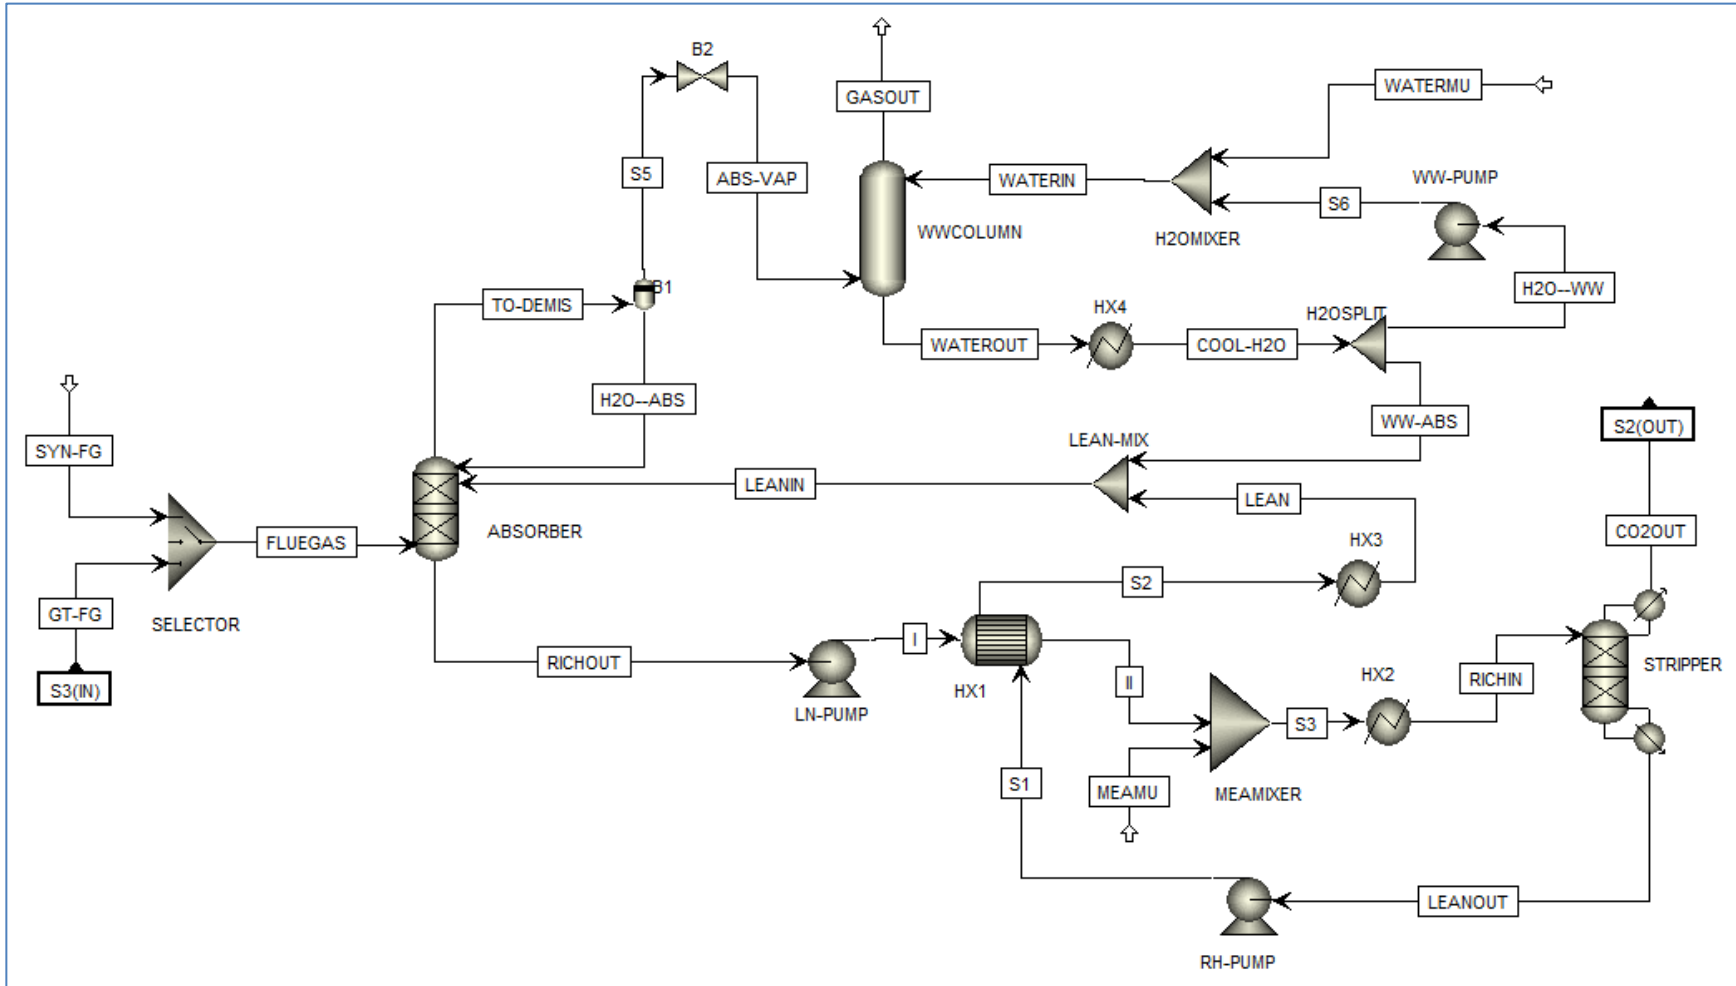 B2
GASOUT
WATERMU
S5
ABS-VAP
WATERIN
WW-PUMP
S6
WWCOLUMN
H2OMIXER
B1
TO-DEMIS
H2O--WW
HX4
H2OSPLIT
WATEROUT
COOL-H2O
H2O--ABS
WW-ABS
S2(OUT)
SYN-FG
LEAN-MIX
LEANIN
LEAN
ABSORBER
CO2OUT
FLUEGAS
HX3
S2
GT-FG
SELECTOR
I
RICHOUT
STRIPPER
S3(IN)
HX1
II
HX2
RICHIN
LN-PUMP
S3
S1
MEAMU
MEAMIXER
LEANOUT
RH-PUMP